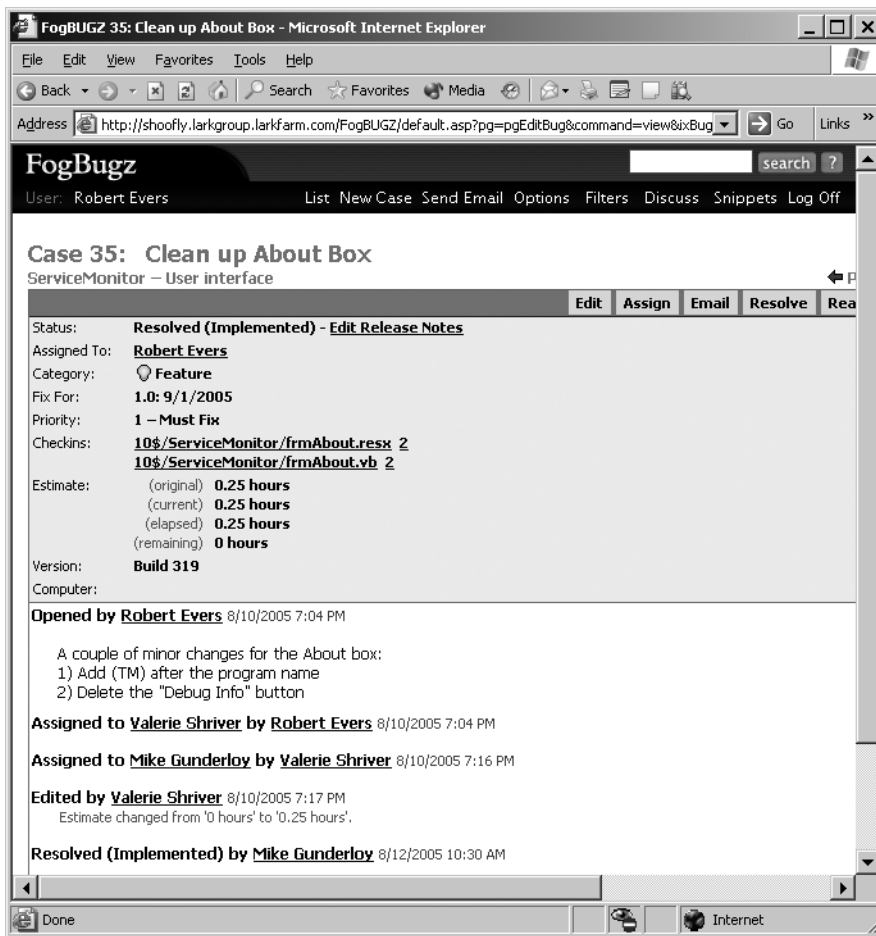 FogBUGZ 35: Clean up About Box - Microsoft Internet Explorer
File Edit View Favorites Tools Help
Back Search Favorites Media
Address http://shoofly.larkgroup.larkfarm.com/FogBUGZ/default.asp?pg=pgEditBug&command=view&ixBug Go Links »
FogBugz search ?
User: Robert Evers List New Case Send Email Options Filters Discuss Snippets Log Off
Case 35: Clean up About Box
ServiceMonitor – User interface P
Edit Assign Email Resolve Rea
Status: Resolved (Implemented) - Edit Release Notes
Assigned To: Robert Evers
Category: Feature
Fix For: 1.0: 9/1/2005
Priority: 1 – Must Fix
Checkins: 10$/ServiceMonitor/frmAbout.resx 2
10$/ServiceMonitor/frmAbout.vb 2
Estimate: (original) 0.25 hours
(current) 0.25 hours
(elapsed) 0.25 hours
(remaining) 0 hours
Version: Build 319
Computer:
Opened by Robert Evers 8/10/2005 7:04 PM
A couple of minor changes for the About box:
1) Add (TM) after the program name
2) Delete the "Debug Info" button
Assigned to Valerie Shriver by Robert Evers 8/10/2005 7:04 PM
Assigned to Mike Gunderloy by Valerie Shriver 8/10/2005 7:16 PM
Edited by Valerie Shriver 8/10/2005 7:17 PM
Estimate changed from '0 hours' to '0.25 hours'.
Resolved (Implemented) by Mike Gunderloy 8/12/2005 10:30 AM
Done Internet